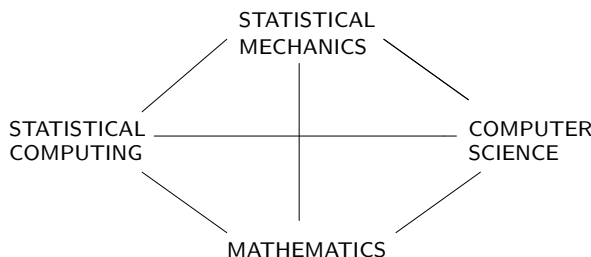 STATISTICAL
MECHANICS
STATISTICAL
COMPUTING
COMPUTER
SCIENCE
MATHEMATICS